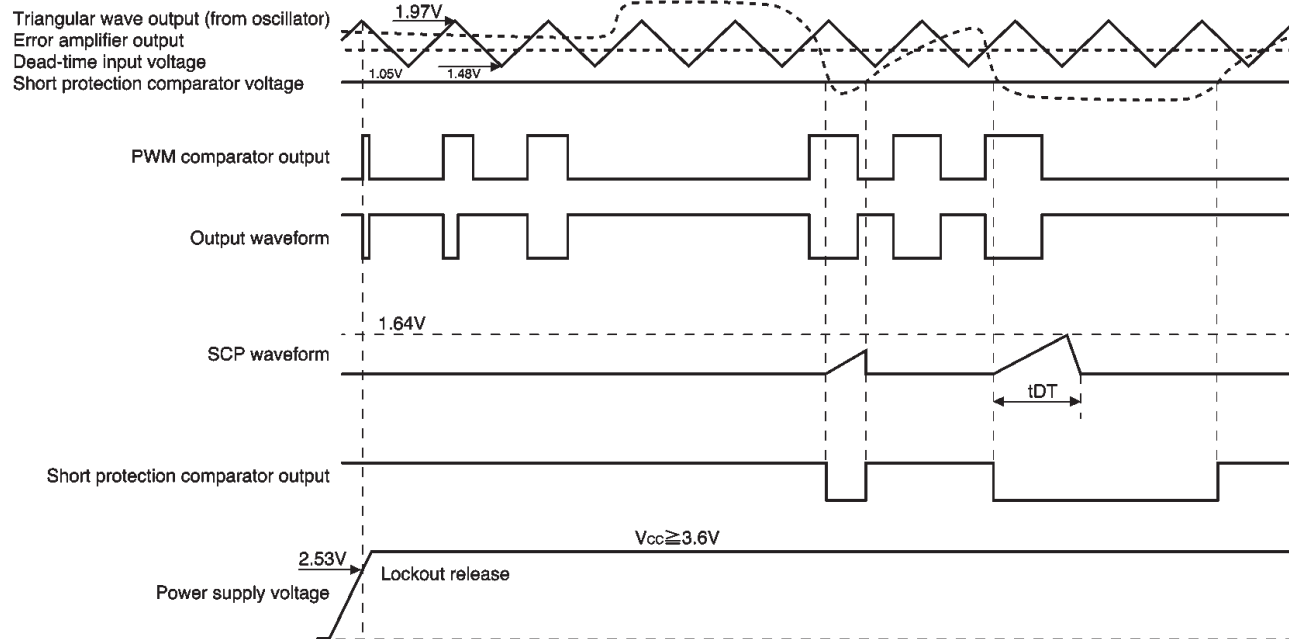 Triangular wave output (from oscillator)
Error amplifier output
Dead-time input voltage
Short protection comparator voltage
1.97V
1.05V
1.48V
PWM comparator output
Output waveform
1.64V
SCP waveform
tDT
Short protection comparator output
Vcc≧3.6V
2.53V
Lockout release
Power supply voltage